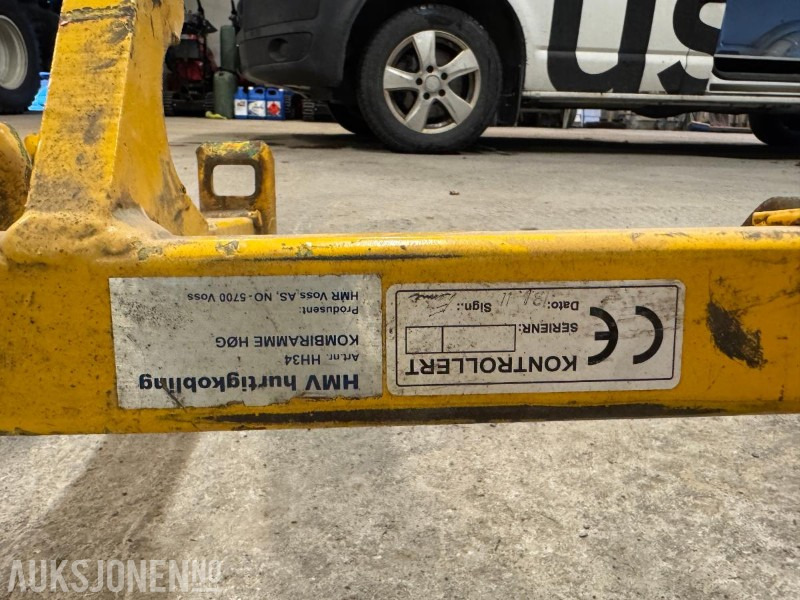 HMV hurtigkobling
Art.nr. HH34
KOMBIRAMME HØG
Produsent:
HMR Voss AS, NO - 5700 Voss
KONTROLLERT
CE
SERIENR:
Dato: Sign.:
us
AUKSJONEN.NO